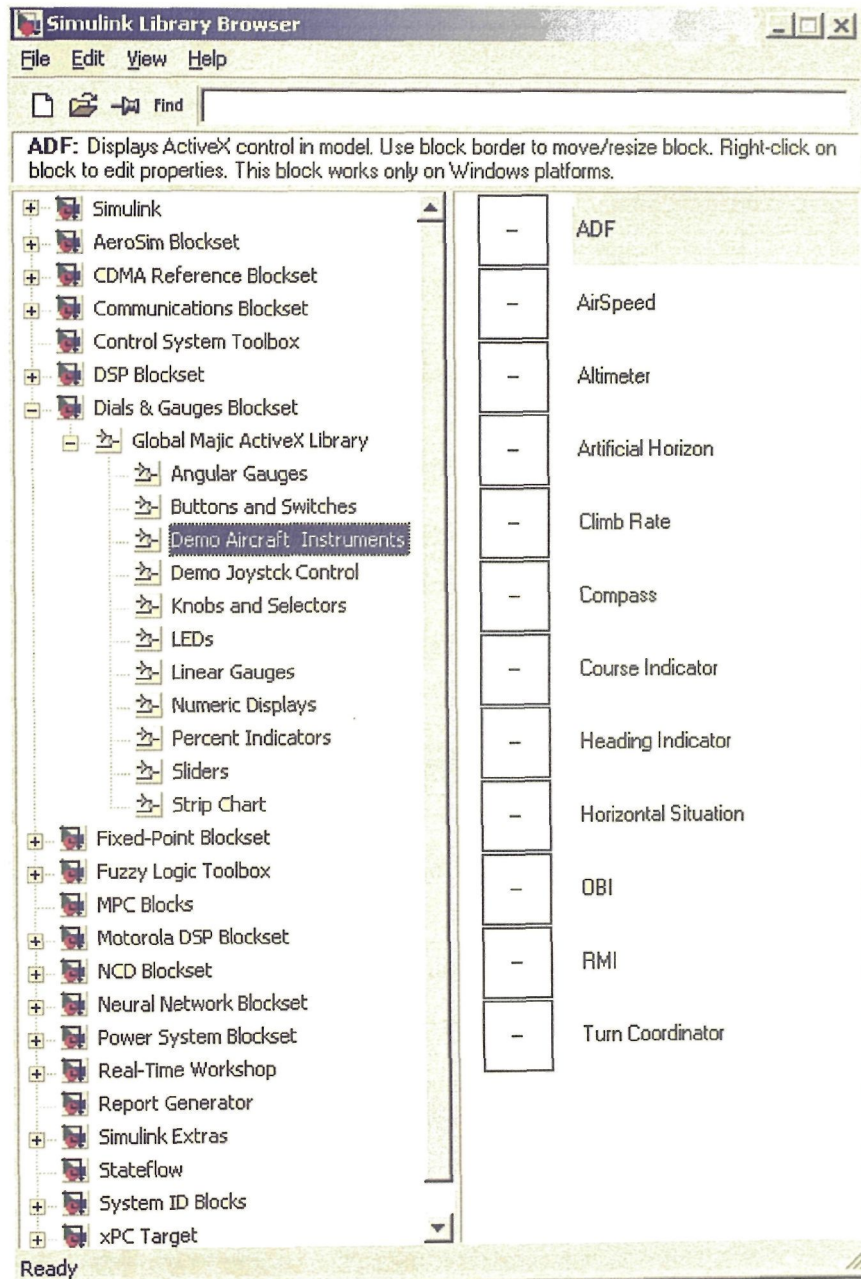 Simulink Library Browser
File Edit View Help
Find
ADF: Displays ActiveX control in model. Use block border to move/resize block. Right-click on
block to edit properties. This block works only on Windows platforms.
Simulink
AeroSim Blockset
CDMA Reference Blockset
Communications Blockset
Control System Toolbox
DSP Blockset
Dials & Gauges Blockset
Global Majic ActiveX Library
Angular Gauges
Buttons and Switches
Demo Aircraft Instruments
Demo Joystck Control
Knobs and Selectors
LEDs
Linear Gauges
Numeric Displays
Percent Indicators
Sliders
Strip Chart
Fixed-Point Blockset
Fuzzy Logic Toolbox
MPC Blocks
Motorola DSP Blockset
NCD Blockset
Neural Network Blockset
Power System Blockset
Real-Time Workshop
Report Generator
Simulink Extras
Stateflow
System ID Blocks
xPC Target
ADF
AirSpeed
Altimeter
Artificial Horizon
Climb Rate
Compass
Course Indicator
Heading Indicator
Horizontal Situation
OBI
RMI
Turn Coordinator
Ready